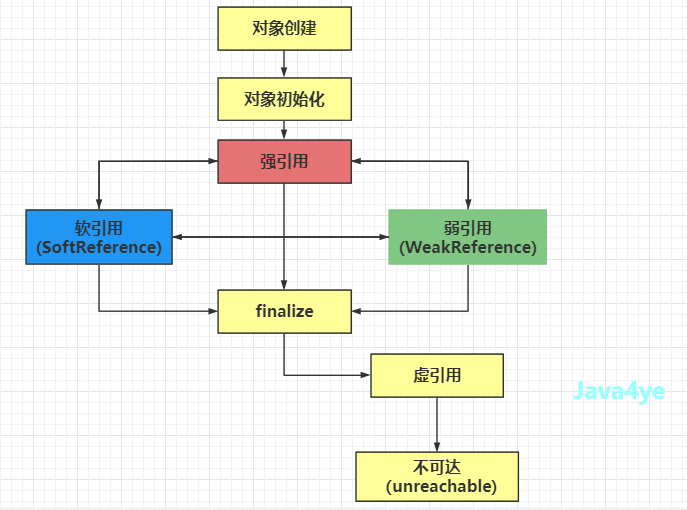 对象创建
对象初始化
强引用
软引用
(SoftReference)
弱引用
(WeakReference)
finalize
虚引用
Java4ye
不可达
(unreachable)